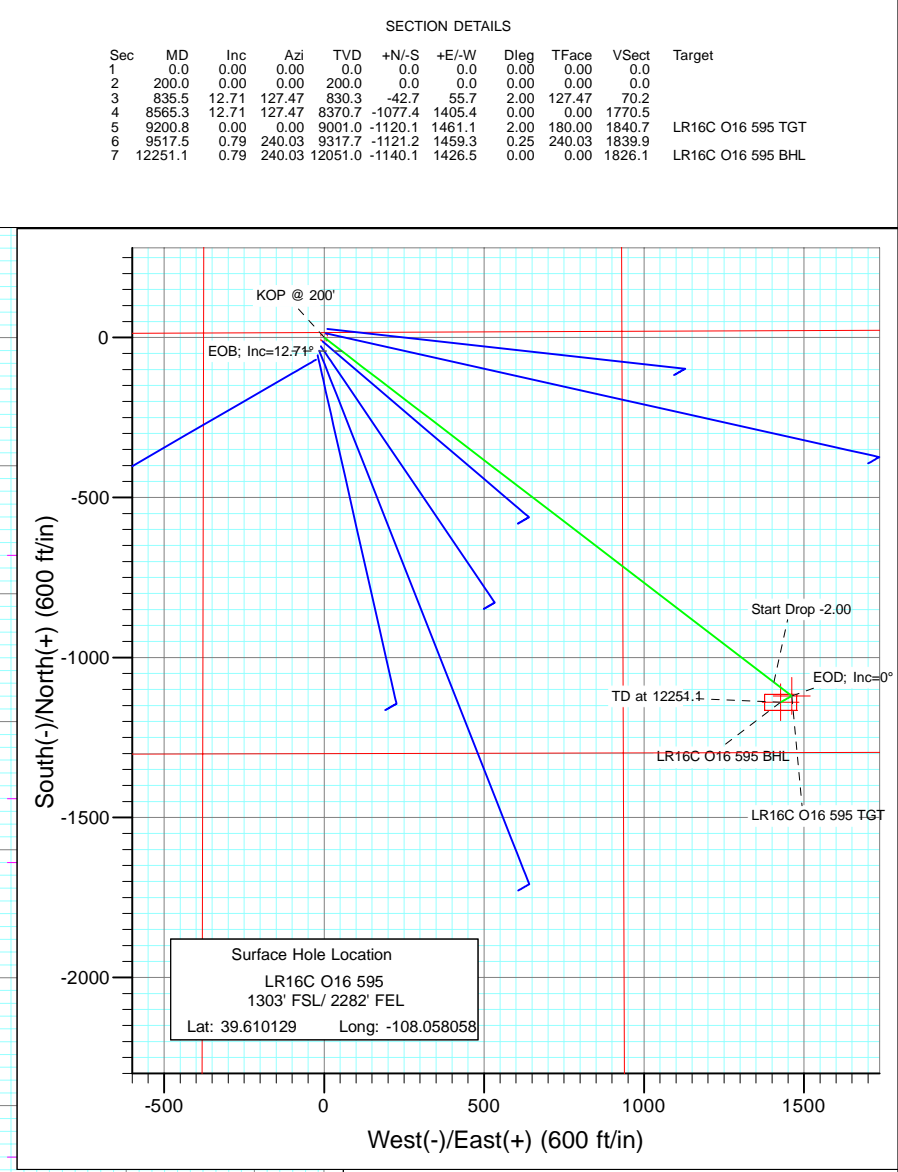 SECTION DETAILS
Sec MD Inc Azi TVD +N/-S +E/-W Dleg TFace VSect Target
1 0.0 0.00 0.00 0.0 0.0 0.0 0.00 0.00 0.0
2 200.0 0.00 0.00 200.0 0.0 0.0 0.00 0.00 0.0
3 835.5 12.71 127.47 830.3 -42.7 55.7 2.00 127.47 70.2
4 8565.3 12.71 127.47 8370.7 -1077.4 1405.4 0.00 0.00 1770.5
5 9200.8 0.00 0.00 9001.0 -1120.1 1461.1 2.00 180.00 1840.7 LR16C O16 595 TGT
6 9517.5 0.79 240.03 9317.7 -1121.2 1459.3 0.25 240.03 1839.9
7 12251.1 0.79 240.03 12051.0 -1140.1 1426.5 0.00 0.00 1826.1 LR16C O16 595 BHL
KOP @ 200'
0
EOB; Inc=12.71°
-500
Start Drop -2.00
-1000
EOD; Inc=0°
TD at 12251.1
LR16C O16 595 BHL
-1500
LR16C O16 595 TGT
-2000
South(-)/North(+) (600 ft/in)
Surface Hole Location
LR16C O16 595
1303' FSL/ 2282' FEL
Lat: 39.610129 Long: -108.058058
-500 0 500 1000 1500
West(-)/East(+) (600 ft/in)